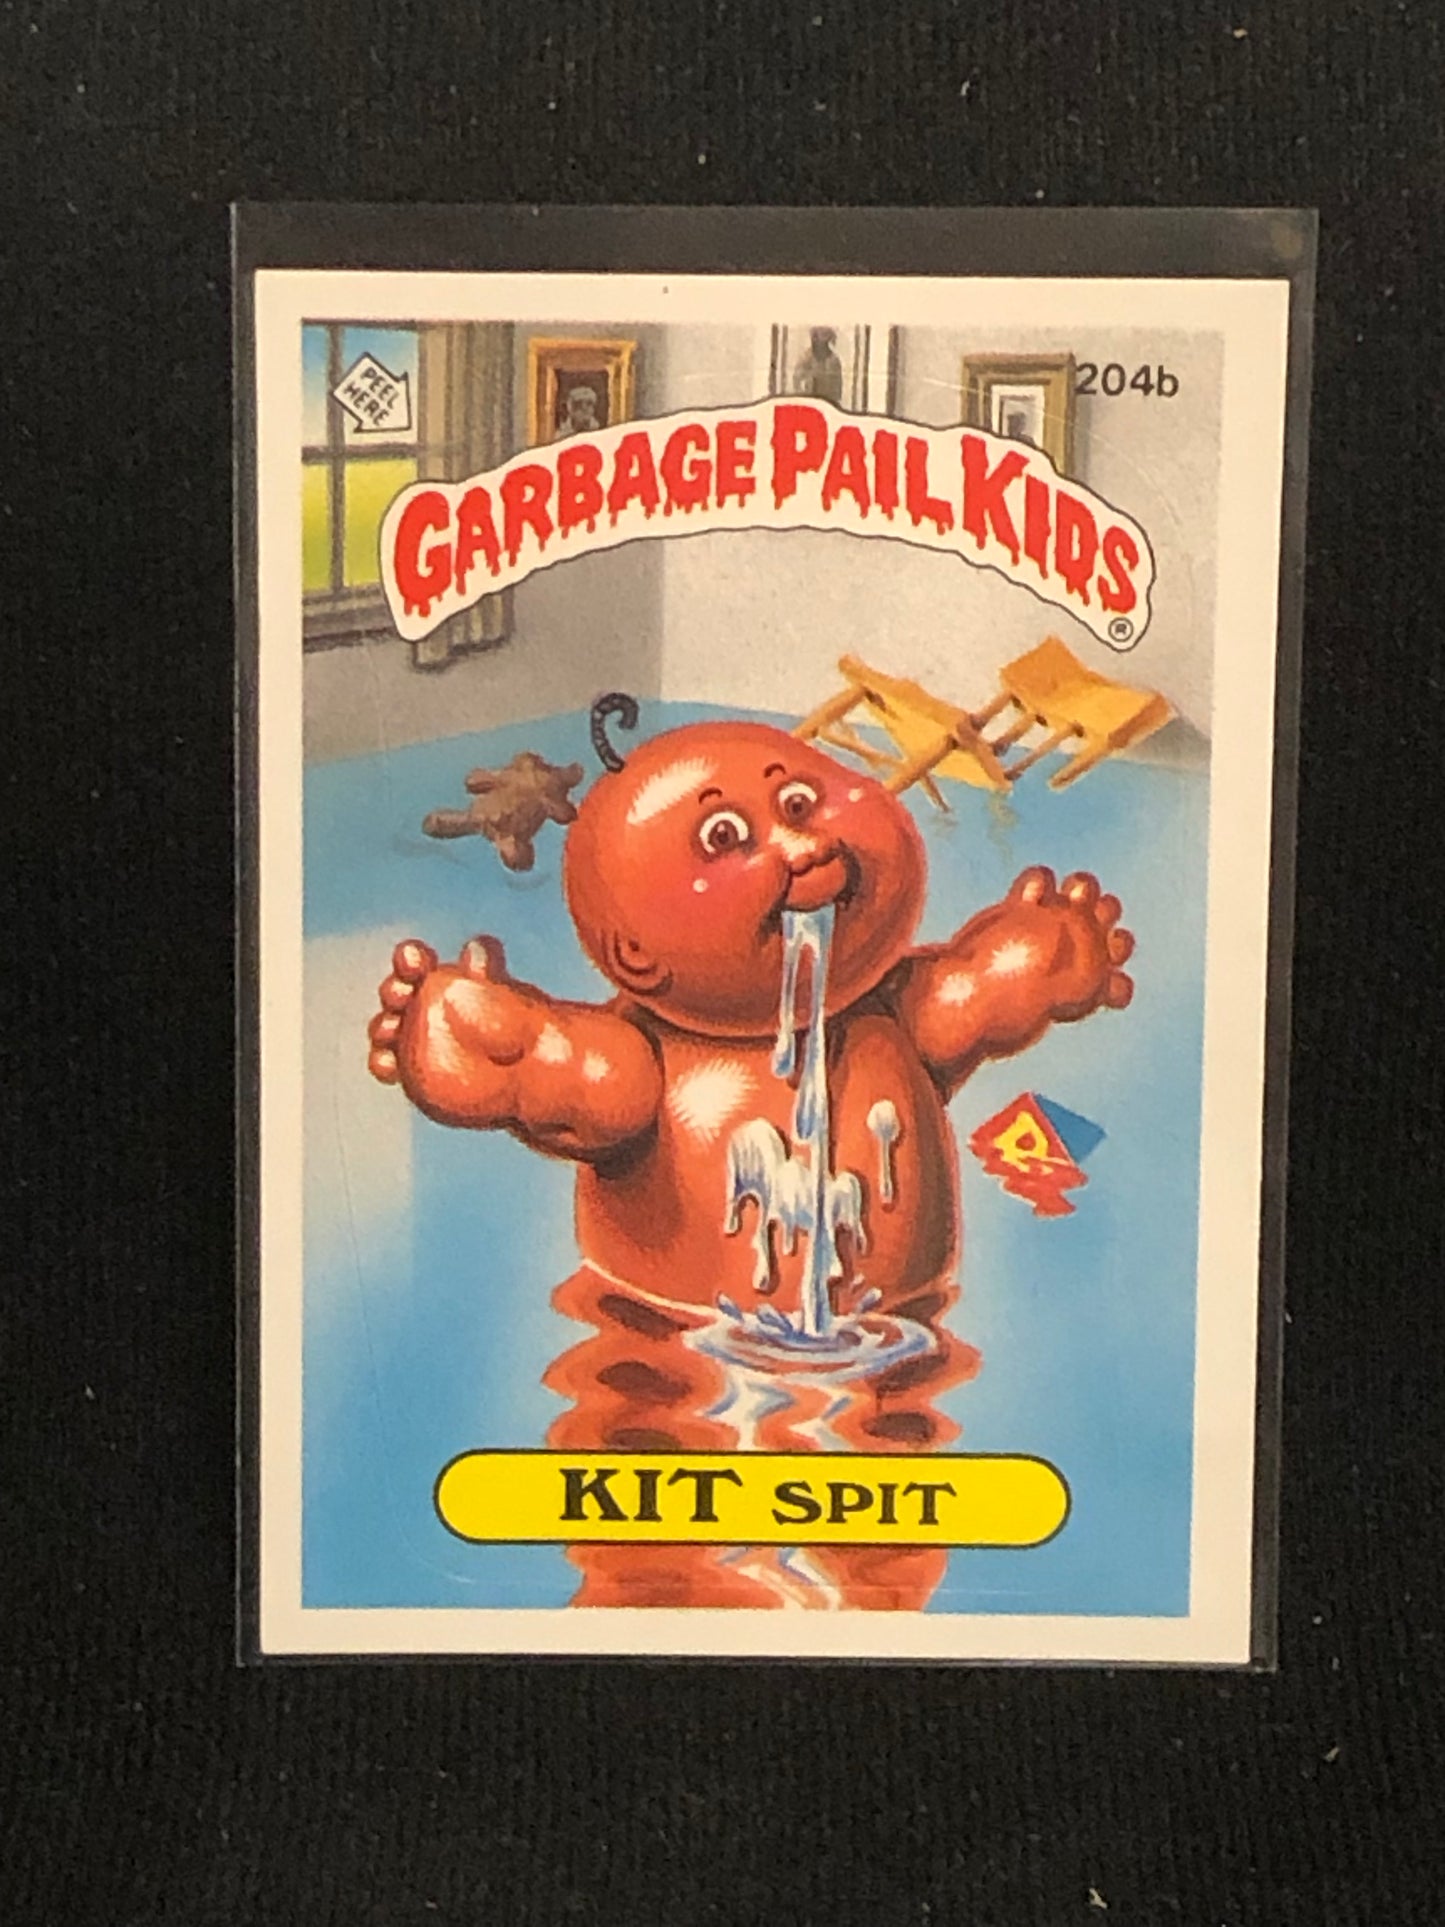 PEEL
HERE
204b
GARBAGE PAIL KIDS
®
D
KIT SPIT